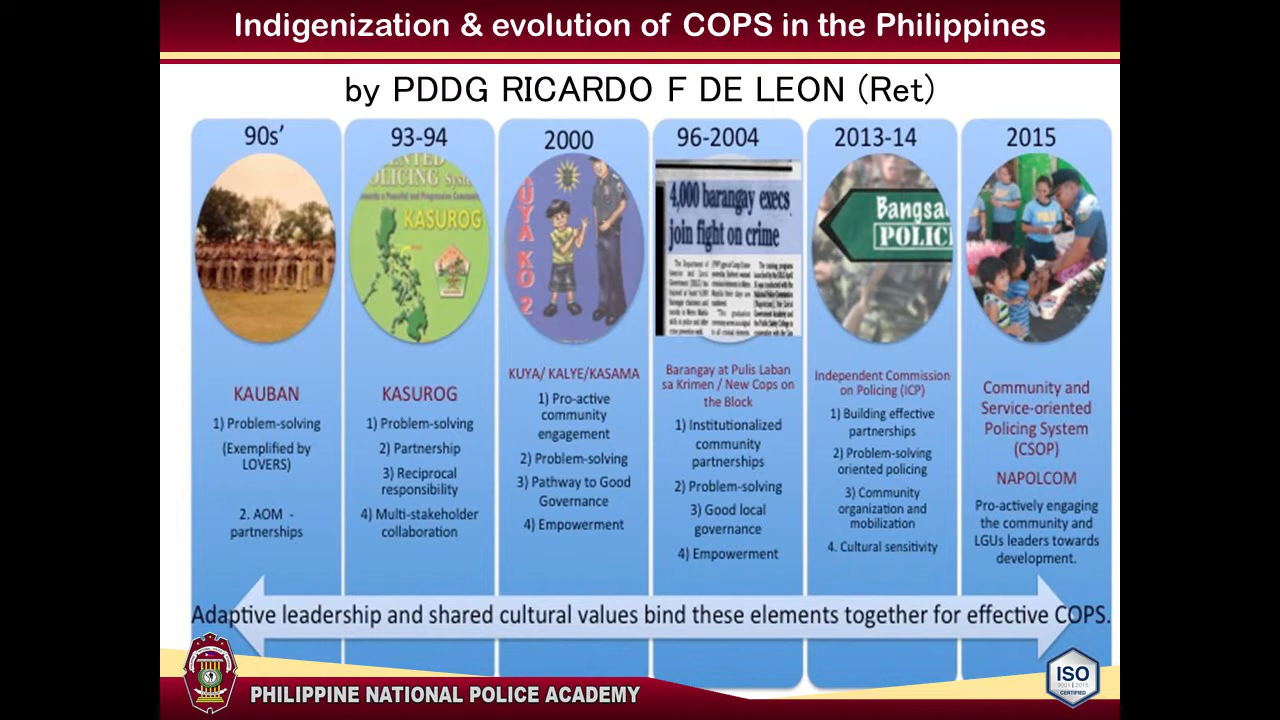 Indigenization & evolution of COPS in the Philippines
by PDDG RICARDO F DE LEON (Ret)
90s'
KAUBAN
1) Problem-solving
(Exemplified by
LOVERS)
2. AOM -
partnerships
93-94
POLICING System
KASUROG
KASUROG
1) Problem-solving
2) Partnership
3) Reciprocal
responsibility
4) Multi-stakeholder
collaboration
2000
KUYA KO 2
KUYA/ KALYE/KASAMA
1) Pro-active
community
engagement
2) Problem-solving
3) Pathway to Good
Governance
4) Empowerment
96-2004
4,000 barangay execs
join fight on crime
Barangay at Pulis Laban
sa Krimen / New Cops on
the Block
1) Institutionalized
community
partnerships
2) Problem-solving
3) Good local
governance
4) Empowerment
2013-14
Bangsa
POLIC
Independent Commission
on Policing (ICP)
1) Building effective
partnerships
2) Problem-solving
oriented policing
3) Community
organization and
mobilization
4. Cultural sensitivity
2015
Community and
Service-oriented
Policing System
(CSOP)
NAPOLCOM
Pro-actively engaging
the community and
LGUs leaders towards
development.
Adaptive leadership and shared cultural values bind these elements together for effective COPS.
PHILIPPINE NATIONAL POLICE ACADEMY
ISO
9001 2015
CERTIFIED